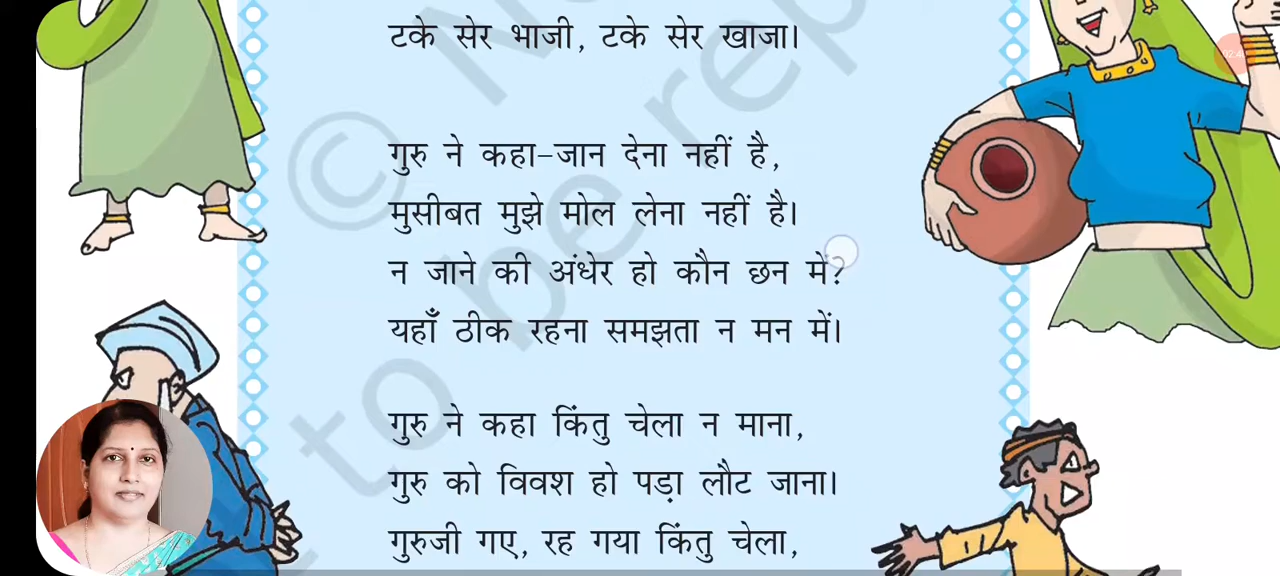 टके सेर भाजी, टके सेर खाजा।
गुरु ने कहा-जान देना नहीं है,
मुसीबत मुझे मोल लेना नहीं है।
न जाने की अंधेर हो कौन छन में?
यहाँ ठीक रहना समझता न मन में।
गुरु ने कहा किंतु चेला न माना,
गुरु को विवश हो पड़ा लौट जाना।
गुरुजी गए, रह गया किंतु चेला,